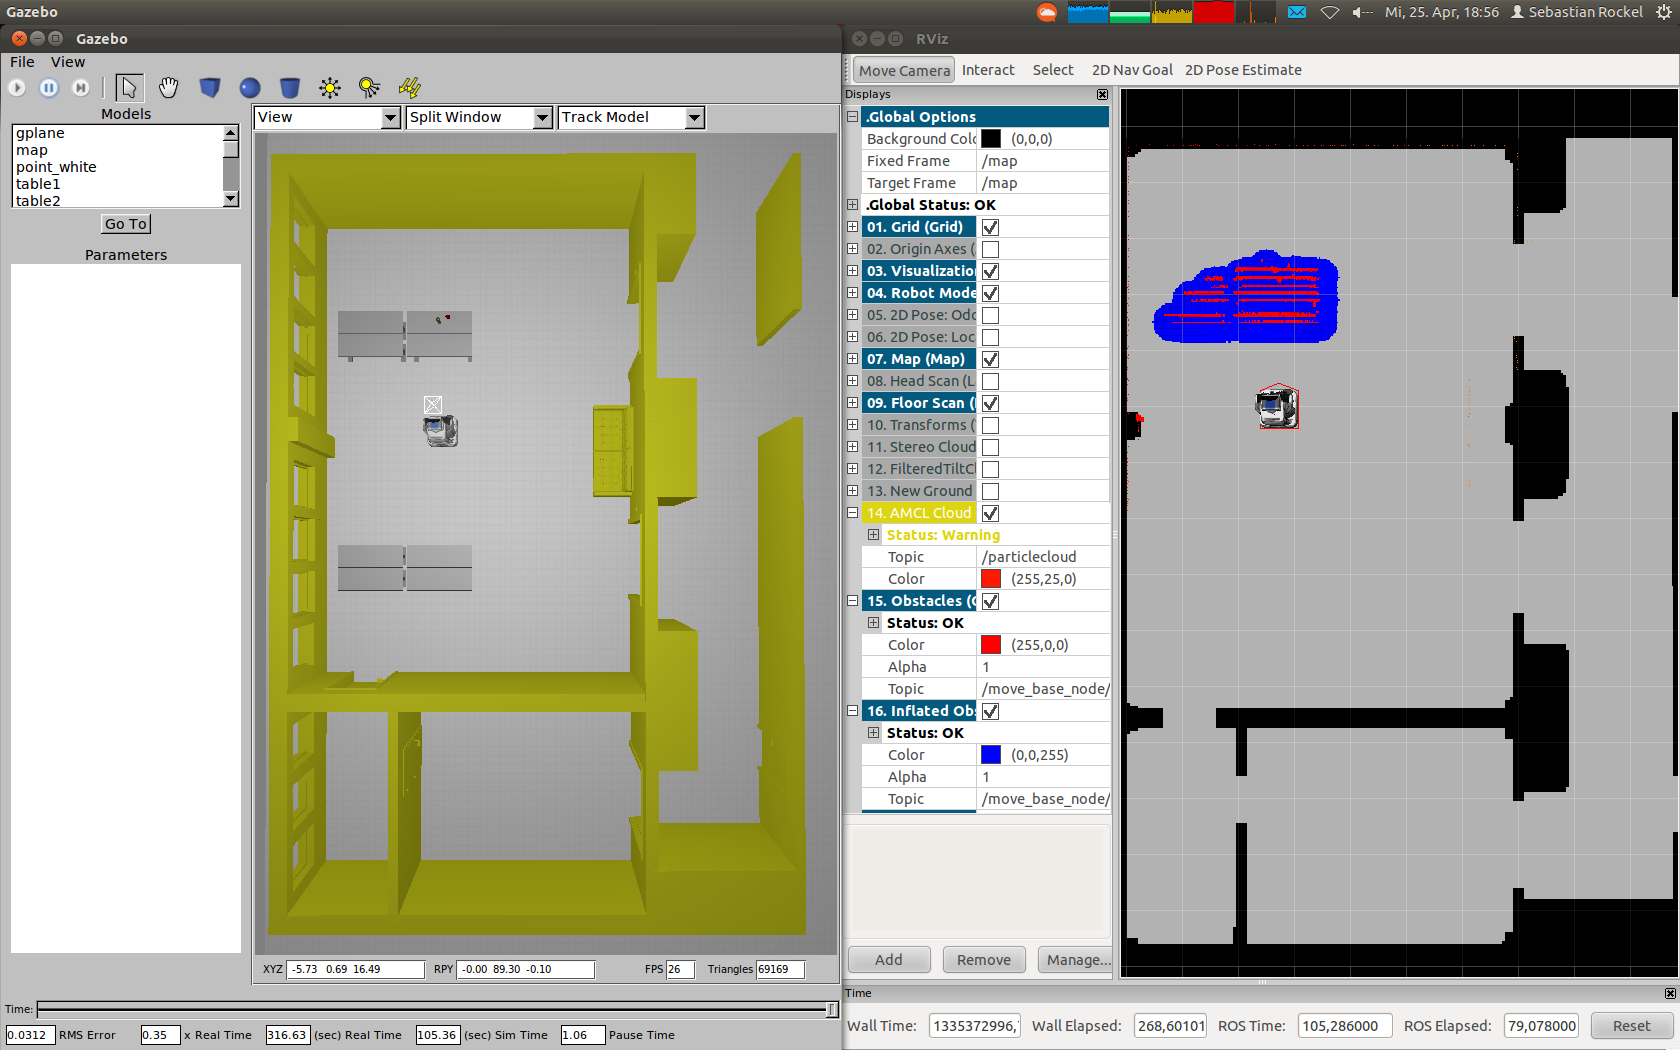 Gazebo
Mi, 25. Apr, 18:56 Sebastian Rockel
Gazebo
File View
Models
gplane
map
point_white
table1
table2
Go To
Parameters
View Split Window Track Model
XYZ -5.73 0.69 16.49 RPY -0.00 89.30 -0.10 FPS 26 Triangles 69169
Time:
0.0312 RMS Error 0.35 x Real Time 316.63 (sec) Real Time 105.36 (sec) Sim Time 1.06 Pause Time
RViz
Move Camera Interact Select 2D Nav Goal 2D Pose Estimate
Displays
.Global Options
Background Colo (0,0,0)
Fixed Frame /map
Target Frame /map
.Global Status: OK
01. Grid (Grid)
02. Origin Axes (
03. Visualizatio
04. Robot Mode
05. 2D Pose: Odo
06. 2D Pose: Loc
07. Map (Map)
08. Head Scan (L
09. Floor Scan (
10. Transforms (
11. Stereo Cloud
12. FilteredTiltCl
13. New Ground
14. AMCL Cloud
Status: Warning
Topic /particlecloud
Color (255,25,0)
15. Obstacles (
Status: OK
Color (255,0,0)
Alpha 1
Topic /move_base_node/
16. Inflated Obs
Status: OK
Color (0,0,255)
Alpha 1
Topic /move_base_node/
Add Remove Manage...
Time
Wall Time: 1335372996, Wall Elapsed: 268,60101 ROS Time: 105,286000 ROS Elapsed: 79,078000 Reset